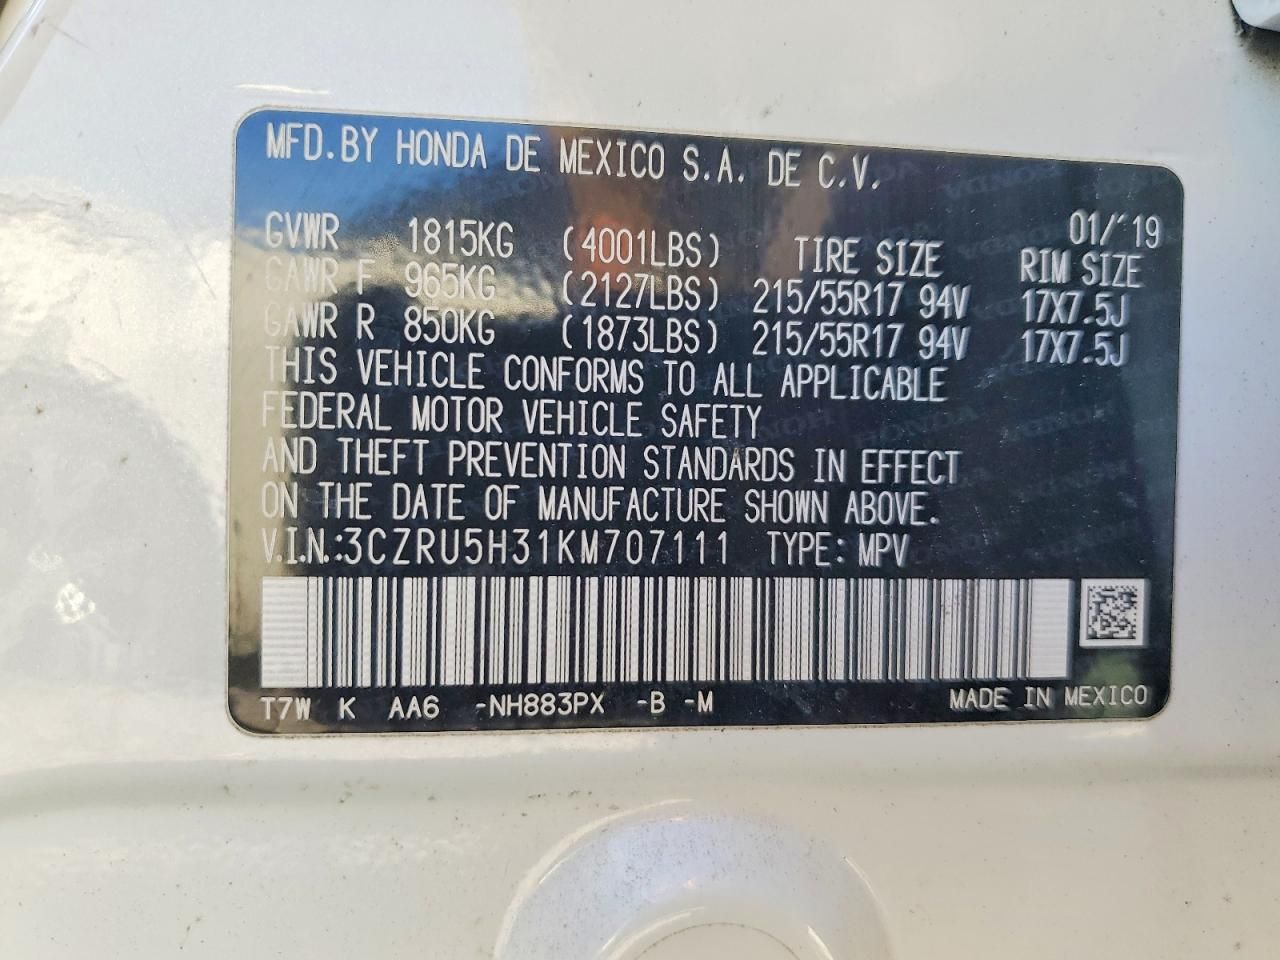 MFD.BY HONDA DE MEXICO S.A. DE C.V.
01/'19
GVWR 1815KG (4001LBS) TIRE SIZE RIM SIZE
GAWR F 965KG (2127LBS) 215/55R17 94V 17X7.5J
GAWR R 850KG (1873LBS) 215/55R17 94V 17X7.5J
THIS VEHICLE CONFORMS TO ALL APPLICABLE
FEDERAL MOTOR VEHICLE SAFETY
AND THEFT PREVENTION STANDARDS IN EFFECT
ON THE DATE OF MANUFACTURE SHOWN ABOVE.
V.I.N.:3CZRU5H31KM707111 TYPE: MPV
T7W K AA6 -NH883PX -B -M MADE IN MEXICO